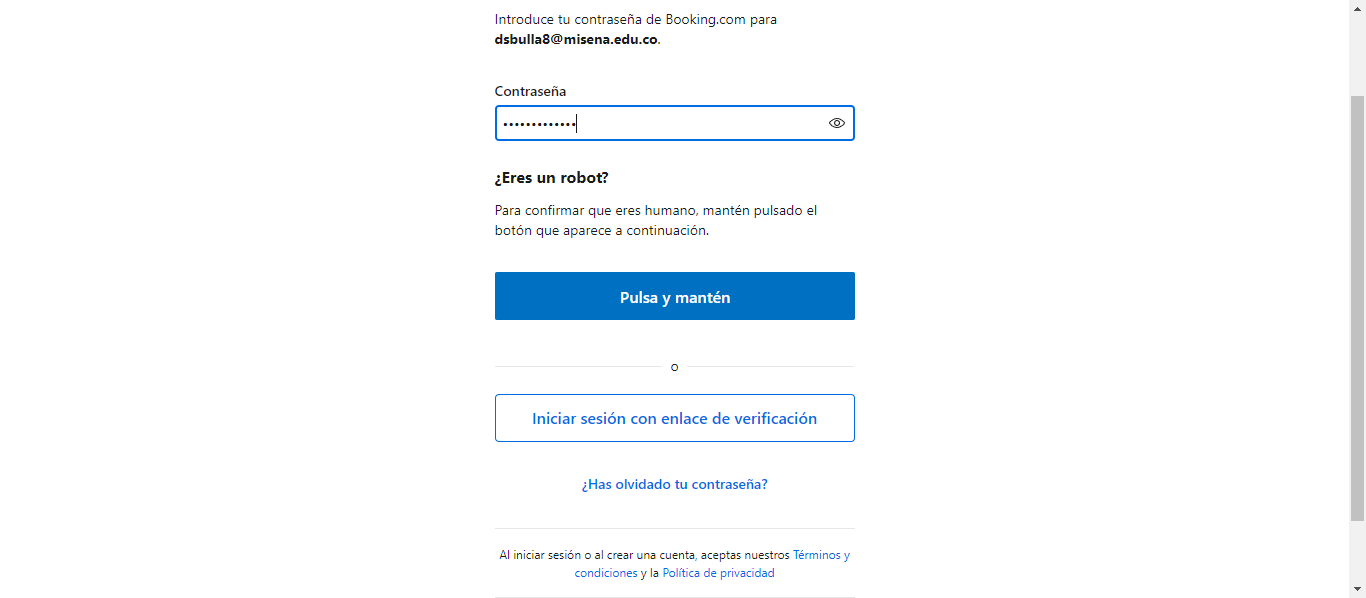 Introduce tu contraseña de Booking.com para
dsbulla8@misena.edu.co.
Contraseña
•••••••••••••
¿Eres un robot?
Para confirmar que eres humano, mantén pulsado el
botón que aparece a continuación.
Pulsa y mantén
o
Iniciar sesión con enlace de verificación
¿Has olvidado tu contraseña?
Al iniciar sesión o al crear una cuenta, aceptas nuestros Términos y
condiciones y la Política de privacidad